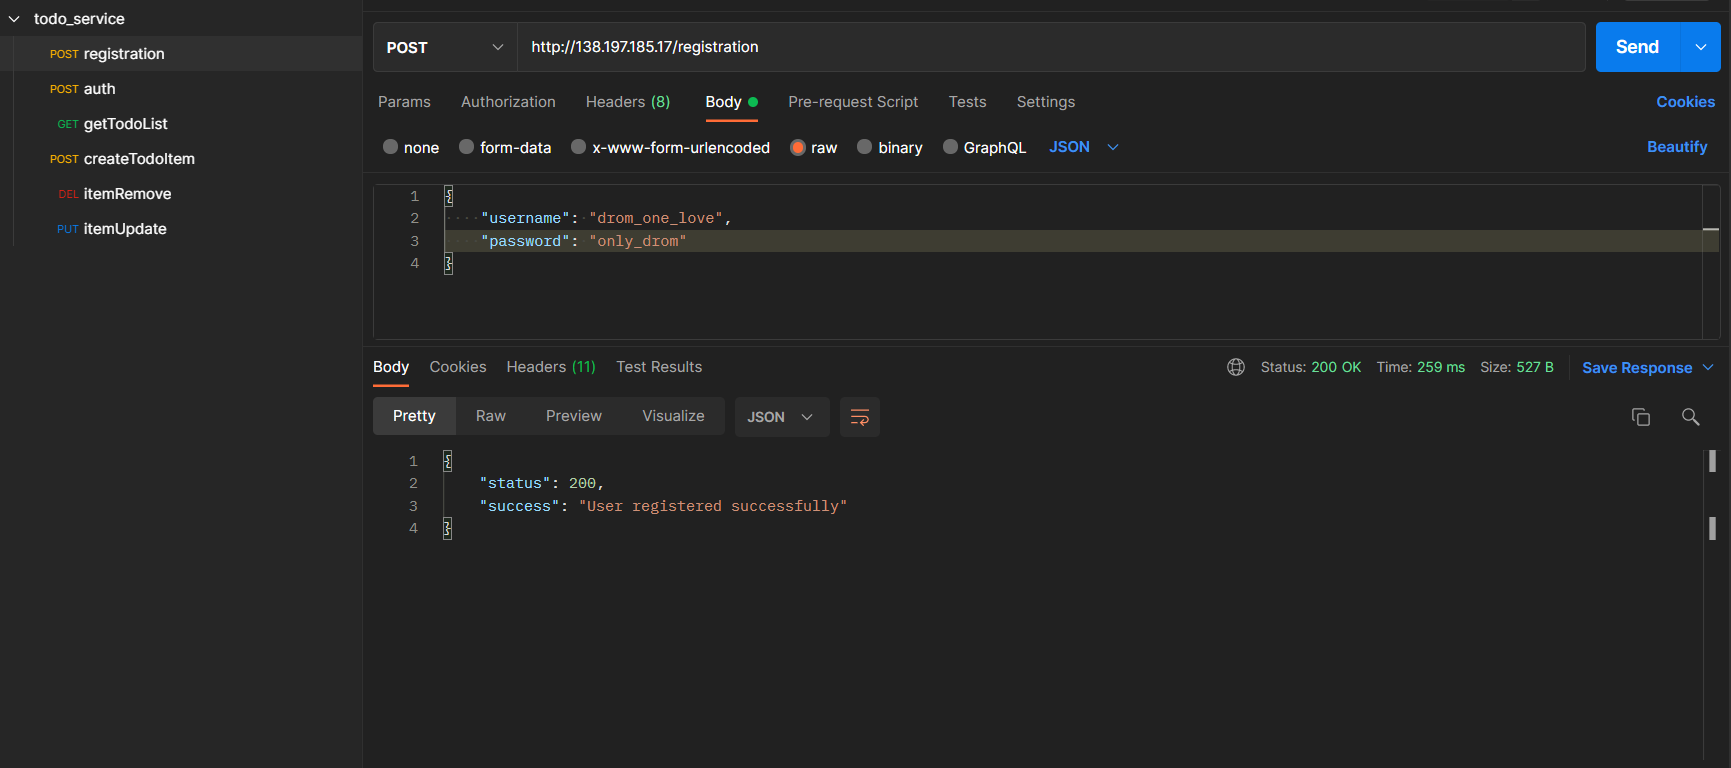 todo_service
POST registration
POST auth
GET getTodoList
POST createTodoItem
DEL itemRemove
PUT itemUpdate
POST http://138.197.185.17/registration Send
Params Authorization Headers (8) Body Pre-request Script Tests Settings Cookies
none form-data x-www-form-urlencoded raw binary GraphQL JSON Beautify
1 {
2 "username": "drom_one_love",
3 "password": "only_drom"
4 }
Body Cookies Headers (11) Test Results Status: 200 OK Time: 259 ms Size: 527 B Save Response
Pretty Raw Preview Visualize JSON
1 {
2 "status": 200,
3 "success": "User registered successfully"
4 }